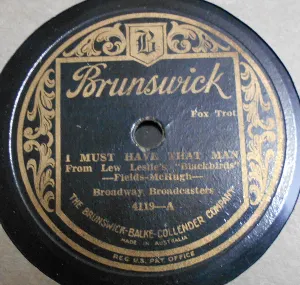 B
Brunswick
Fox Trot
I MUST HAVE THAT MAN
From Lew Leslie's "Blackbirds"
—Fields-McHugh—
Broadway Broadcasters
4119—A
THE BRUNSWICK-BALKE-COLLENDER COMPANY
MADE IN AUSTRALIA
REG U.S. PAT OFFICE